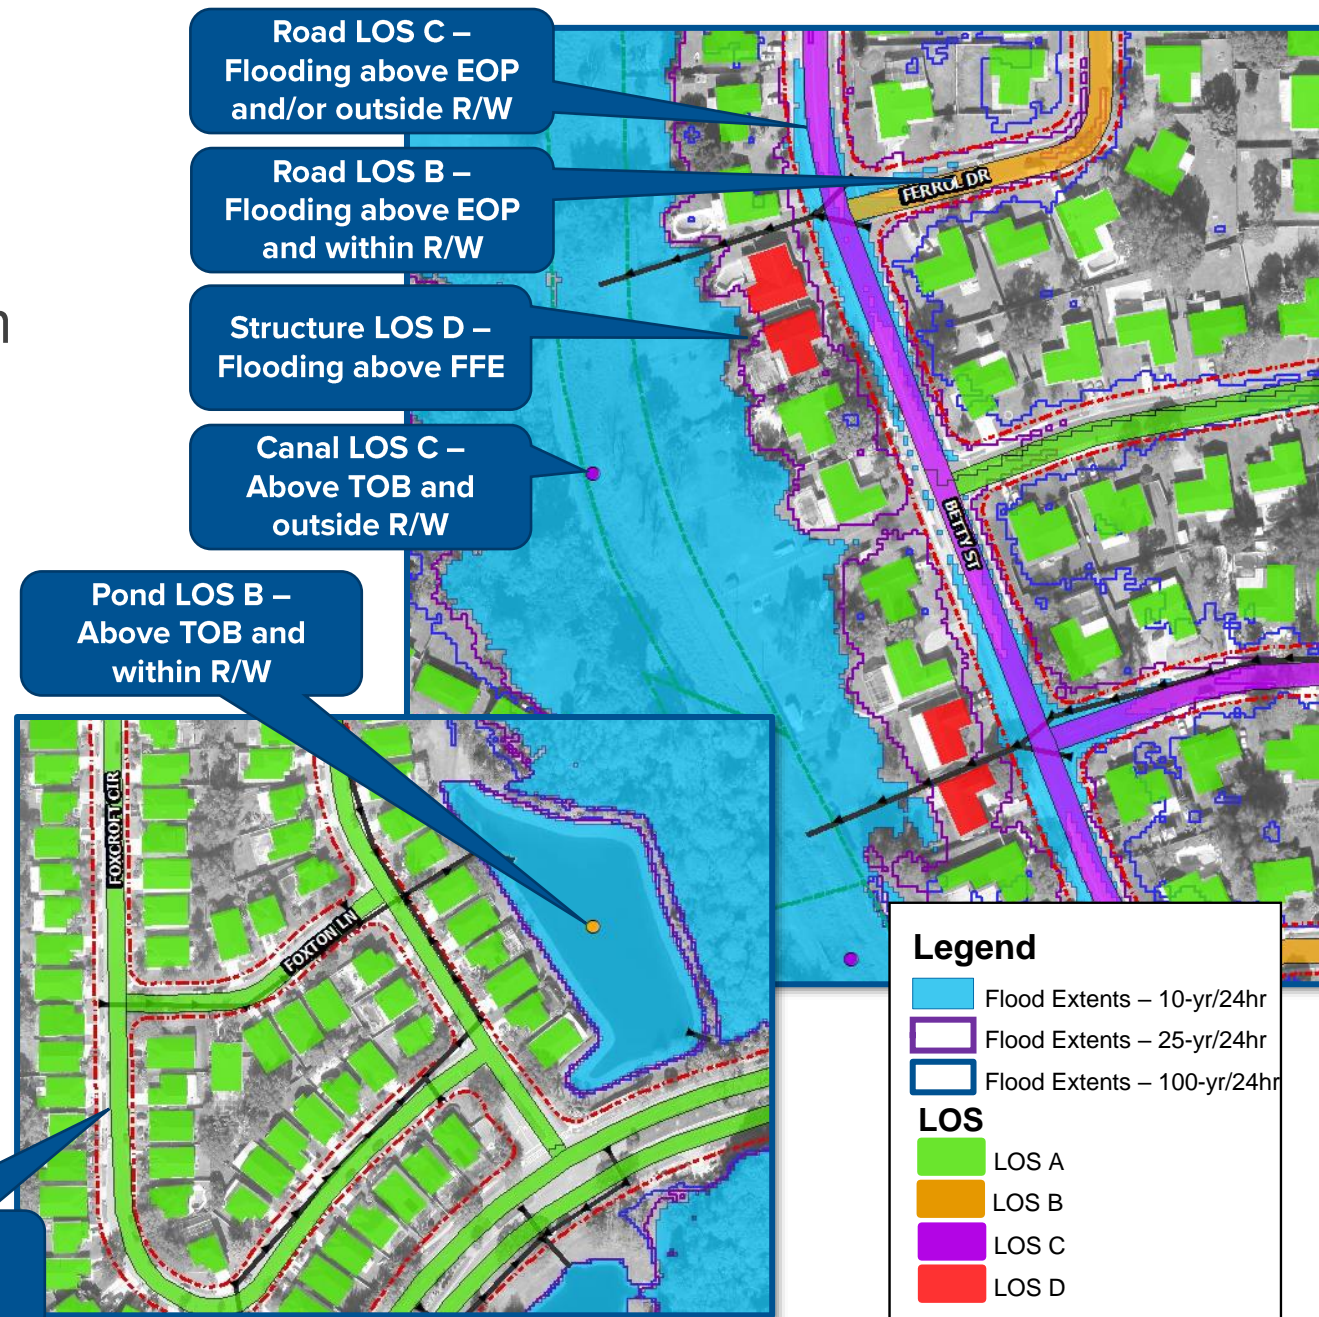 Road LOS C –
Flooding above EOP
and/or outside R/W
Road LOS B –
Flooding above EOP
and within R/W
Structure LOS D –
Flooding above FFE
Canal LOS C –
Above TOB and
outside R/W
Pond LOS B –
Above TOB and
within R/W
n
FERROL DR
BETTY ST
FOXCROFT CIR
FOXTON LN
Legend
Flood Extents – 10-yr/24hr
Flood Extents – 25-yr/24hr
Flood Extents – 100-yr/24hr
LOS
LOS A
LOS B
LOS C
LOS D